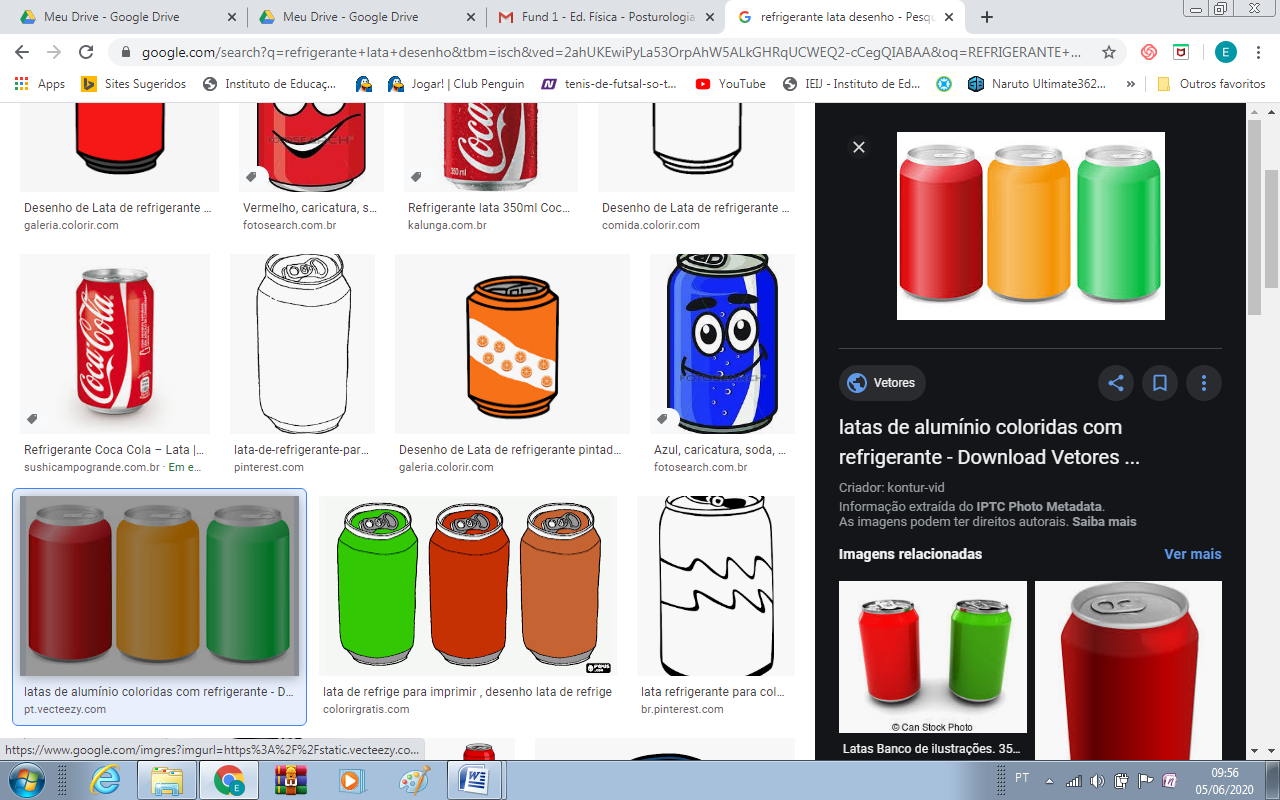 Meu Drive - Google Drive
Meu Drive - Google Drive
Fund 1 - Ed. Física - Posturologia
refrigerante lata desenho - Pesqu
google.com/search?q=refrigerante+lata+desenho&tbm=isch&ved=2ahUKEwiPyLa53OrpAhW5ALkGHRqUCWEQ2-cCegQIABAA&oq=REFRIGERANTE+...
E
Apps
Sites Sugeridos
Instituto de Educaç...
Jogar! | Club Penguin
tenis-de-futsal-so-t...
YouTube
IEIJ - Instituto de Ed...
Naruto Ultimate362...
»
Outros favoritos
FOTOSEARCH
Coca
350 ml
Desenho de Lata de refrigerante ...
galeria.colorir.com
Vermelho, caricatura, s...
fotosearch.com.br
Refrigerante lata 350ml Coc...
kalunga.com.br
Desenho de Lata de refrigerante ...
comida.colorir.com
Coca-Cola
FOTOSEARCH
Refrigerante Coca Cola – Lata |...
sushicampogrande.com.br · Em e...
lata-de-refrigerante-par...
pinterest.com
Desenho de Lata de refrigerante pintad...
galeria.colorir.com
Azul, caricatura, soda, ...
fotosearch.com.br
latas de alumínio coloridas com refrigerante - D...
pt.vecteezy.com
lata de refrige para imprimir , desenho lata de refrige
colorirgratis.com
lata refrigerante para col...
br.pinterest.com
Vetores
latas de alumínio coloridas com
refrigerante - Download Vetores ...
Criador: kontur-vid
Informação extraída do IPTC Photo Metadata.
As imagens podem ter direitos autorais. Saiba mais
Imagens relacionadas
Ver mais
© Can Stock Photo
Latas Banco de ilustrações. 35...
https://www.google.com/imgres?imgurl=https%3A%2F%2Fstatic.vecteezy.co...
PT
09:56
05/06/2020